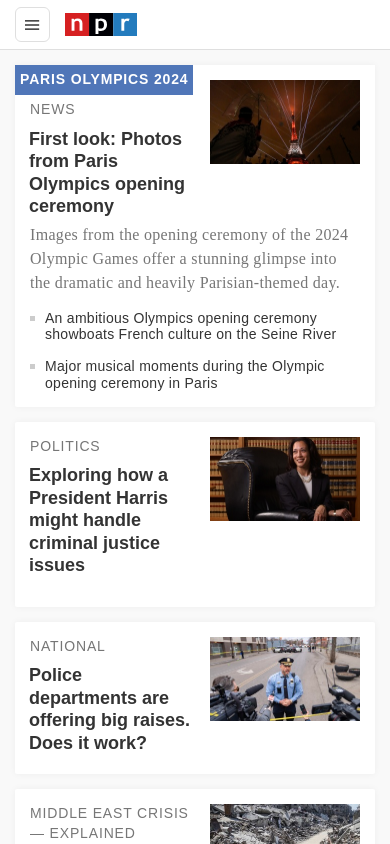 npr
PARIS OLYMPICS 2024
NEWS
First look: Photos
from Paris
Olympics opening
ceremony
Images from the opening ceremony of the 2024
Olympic Games offer a stunning glimpse into
the dramatic and heavily Parisian-themed day.
An ambitious Olympics opening ceremony
showboats French culture on the Seine River
Major musical moments during the Olympic
opening ceremony in Paris
POLITICS
Exploring how a
President Harris
might handle
criminal justice
issues
NATIONAL
Police
departments are
offering big raises.
Does it work?
MIDDLE EAST CRISIS
— EXPLAINED